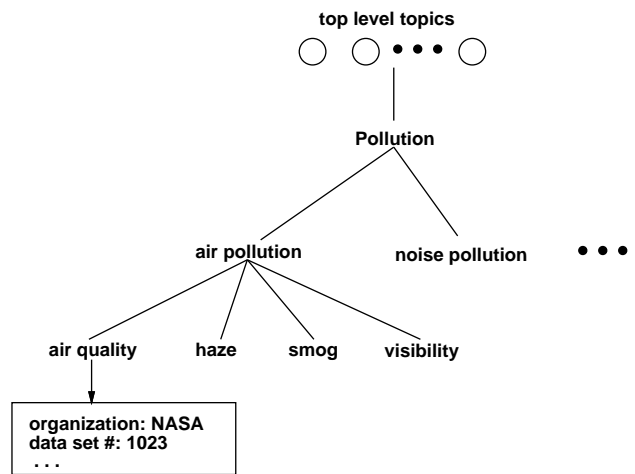 top level topics
Pollution
air pollution
noise pollution
air quality
haze
smog
visibility
organization: NASA
data set #: 1023
. . .